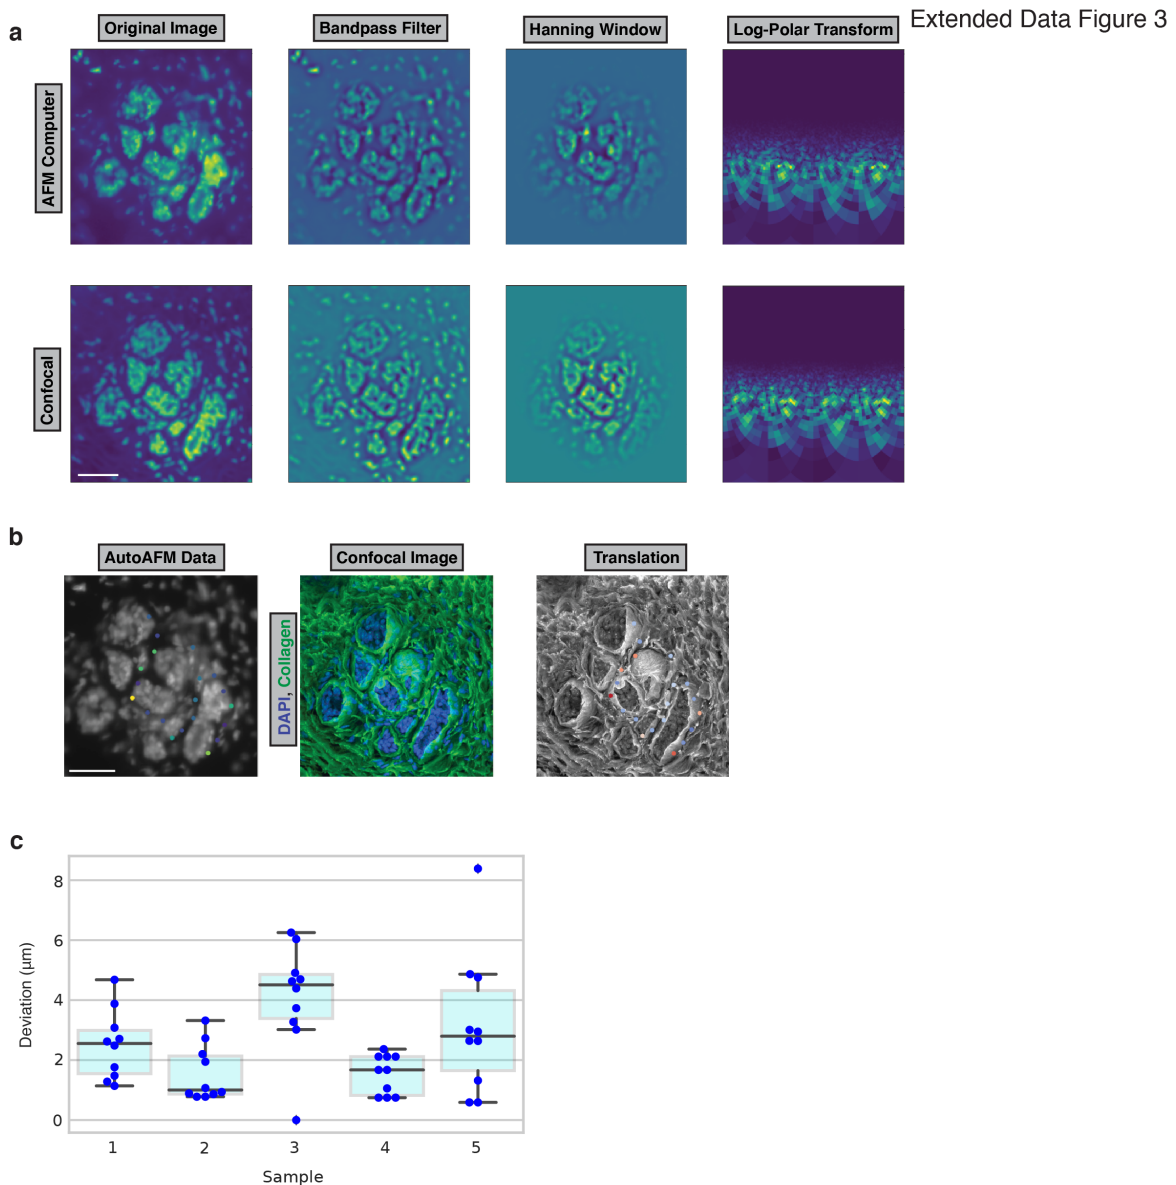 Extended Data Figure 3
a
Original Image
Bandpass Filter
Hanning Window
Log-Polar Transform
AFM Computer
Confocal
b
AutoAFM Data
Confocal Image
Translation
DAPI, Collagen
c
Deviation (μm)
8
6
4
2
0
1
2
3
4
5
Sample